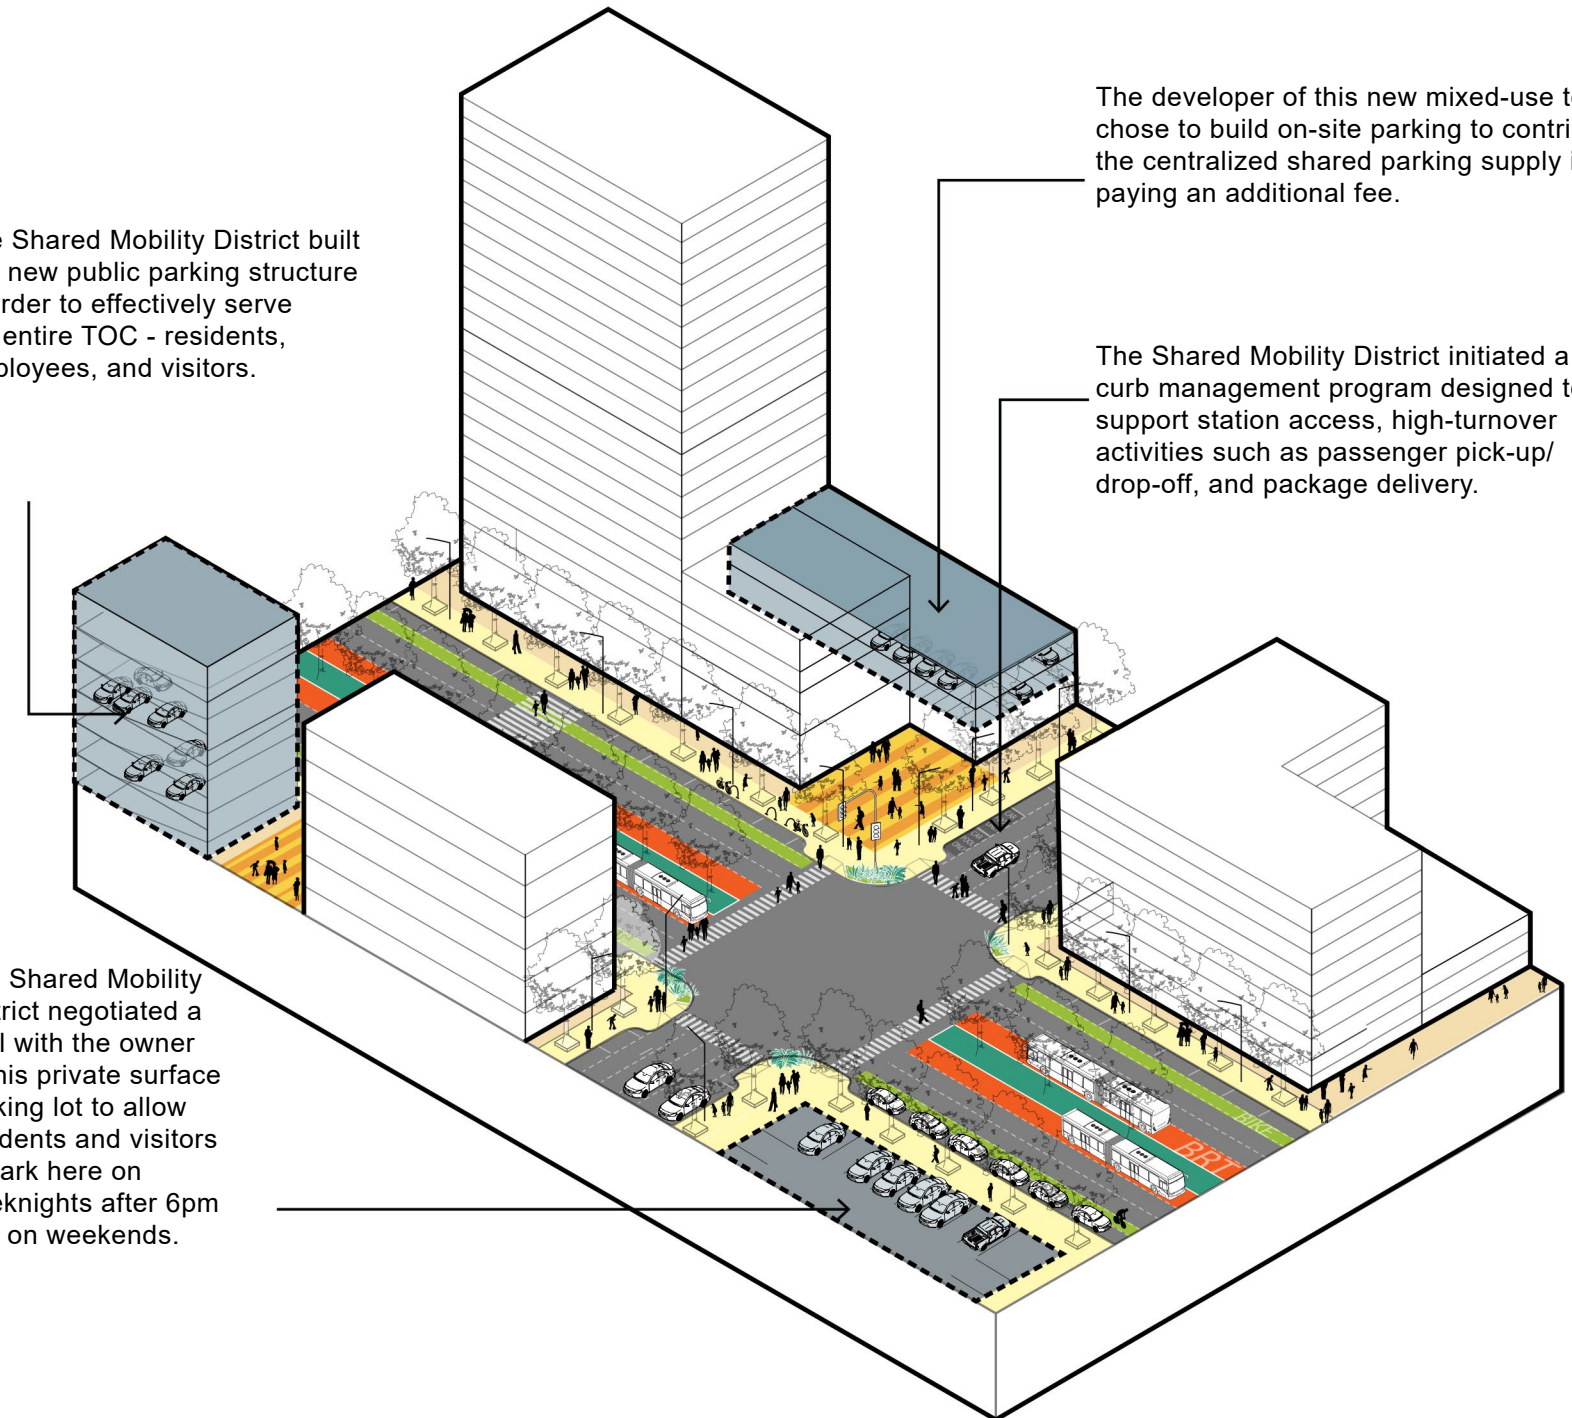 The developer of this new mixed-use t
chose to build on-site parking to contri
the centralized shared parking supply i
paying an additional fee.
e Shared Mobility District built
new public parking structure
rder to effectively serve
entire TOC - residents,
ployees, and visitors.
The Shared Mobility District initiated a
curb management program designed t
support station access, high-turnover
activities such as passenger pick-up/
drop-off, and package delivery.
Shared Mobility
trict negotiated a
l with the owner
his private surface
king lot to allow
idents and visitors
ark here on
eknights after 6pm
on weekends.
BIKE
BRT